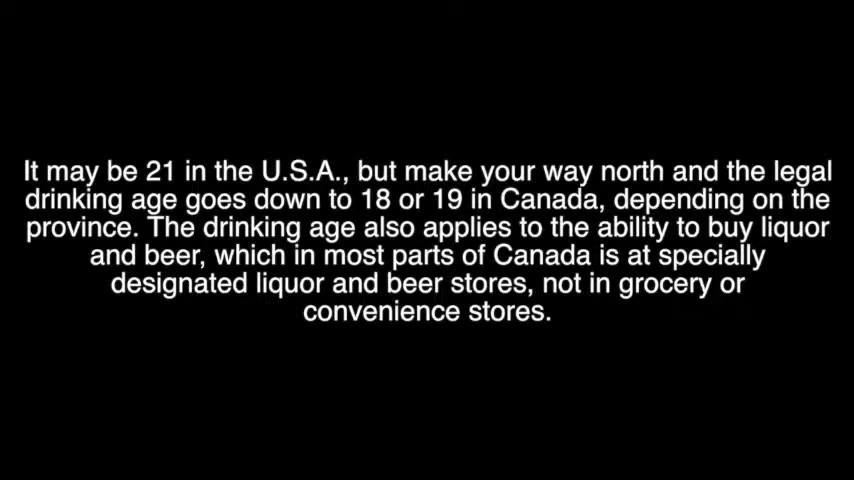 It may be 21 in the U.S.A., but make your way north and the legal
drinking age goes down to 18 or 19 in Canada, depending on the
province. The drinking age also applies to the ability to buy liquor
and beer, which in most parts of Canada is at specially
designated liquor and beer stores, not in grocery or
convenience stores.